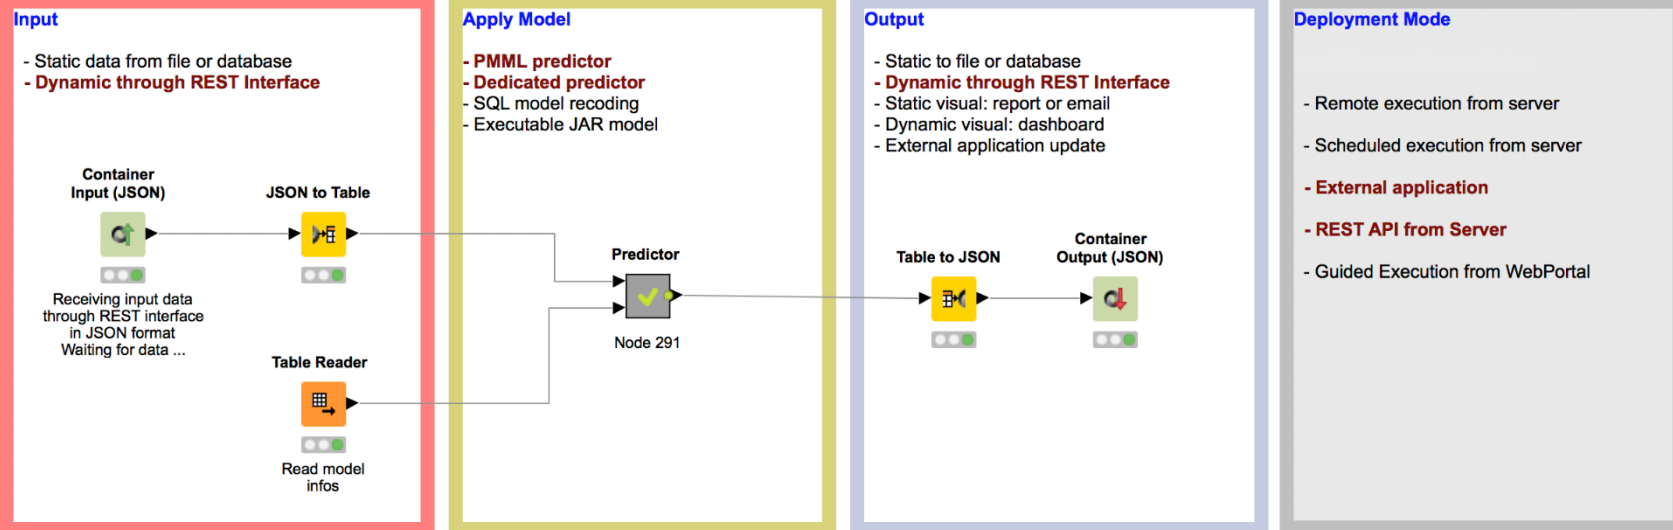 Input
- Static data from file or database
- Dynamic through REST Interface
Container
Input (JSON)
JSON to Table
Receiving input data
through REST interface
in JSON format
Waiting for data ...
Table Reader
Read model
infos
Apply Model
- PMML predictor
- Dedicated predictor
- SQL model recoding
- Executable JAR model
Predictor
Node 291
Output
- Static to file or database
- Dynamic through REST Interface
- Static visual: report or email
- Dynamic visual: dashboard
- External application update
Table to JSON
Container
Output (JSON)
Deployment Mode
- Remote execution from server
- Scheduled execution from server
- External application
- REST API from Server
- Guided Execution from WebPortal